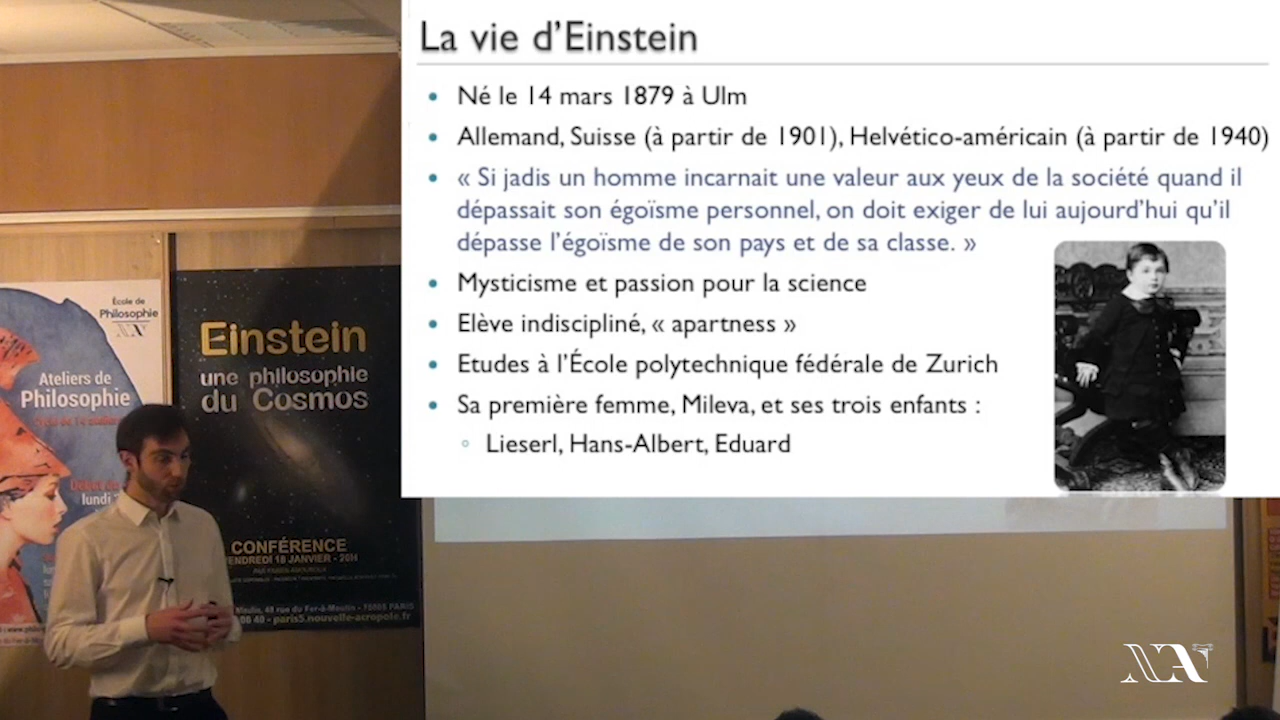 La vie d'Einstein
• Né le 14 mars 1879 à Ulm
• Allemand, Suisse (à partir de 1901), Helvético-américain (à partir de 1940)
• « Si jadis un homme incarnait une valeur aux yeux de la société quand il
dépassait son égoïsme personnel, on doit exiger de lui aujourd'hui qu'il
dépasse l'égoïsme de son pays et de sa classe. »
• Mysticisme et passion pour la science
• Elève indiscipliné, « apartness »
• Etudes à l'École polytechnique fédérale de Zurich
• Sa première femme, Mileva, et ses trois enfants :
◦ Lieserl, Hans-Albert, Eduard
École de
Philosophie
Ateliers de
Philosophie
lundi
Einstein
une philosophie
du Cosmos
CONFÉRENCE
VENDREDI 18 JANVIER - 20H
48 rue du Fer-à-Moulin - 75005 PARIS
paris5.nouvelle-acropole.fr
NA